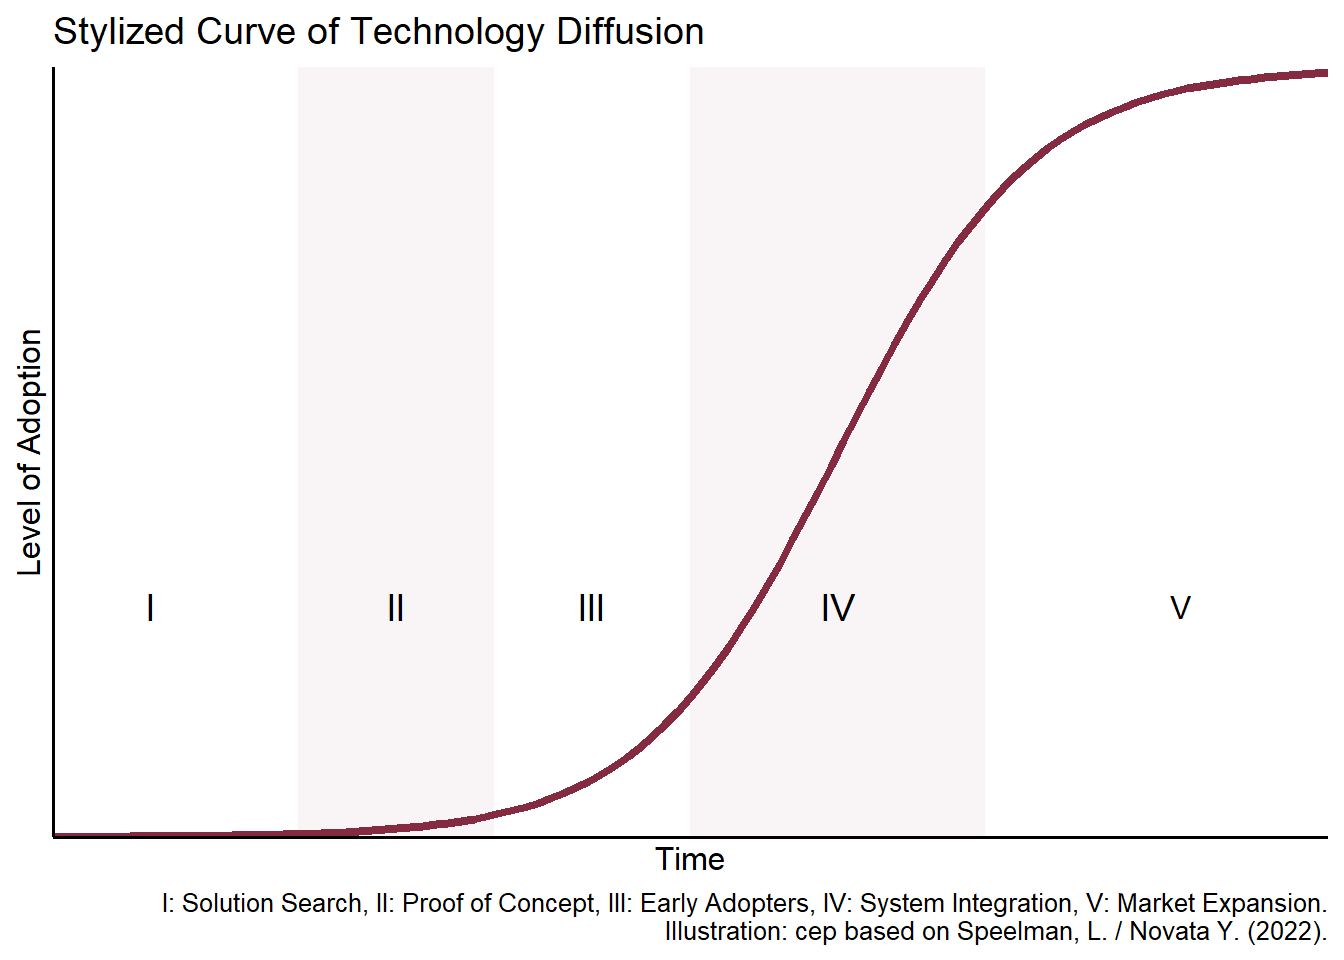 Stylized Curve of Technology Diffusion
Level of Adoption
I
II
III
IV
V
Time
I: Solution Search, II: Proof of Concept, III: Early Adopters, IV: System Integration, V: Market Expansion.
Illustration: cep based on Speelman, L. / Novata Y. (2022).